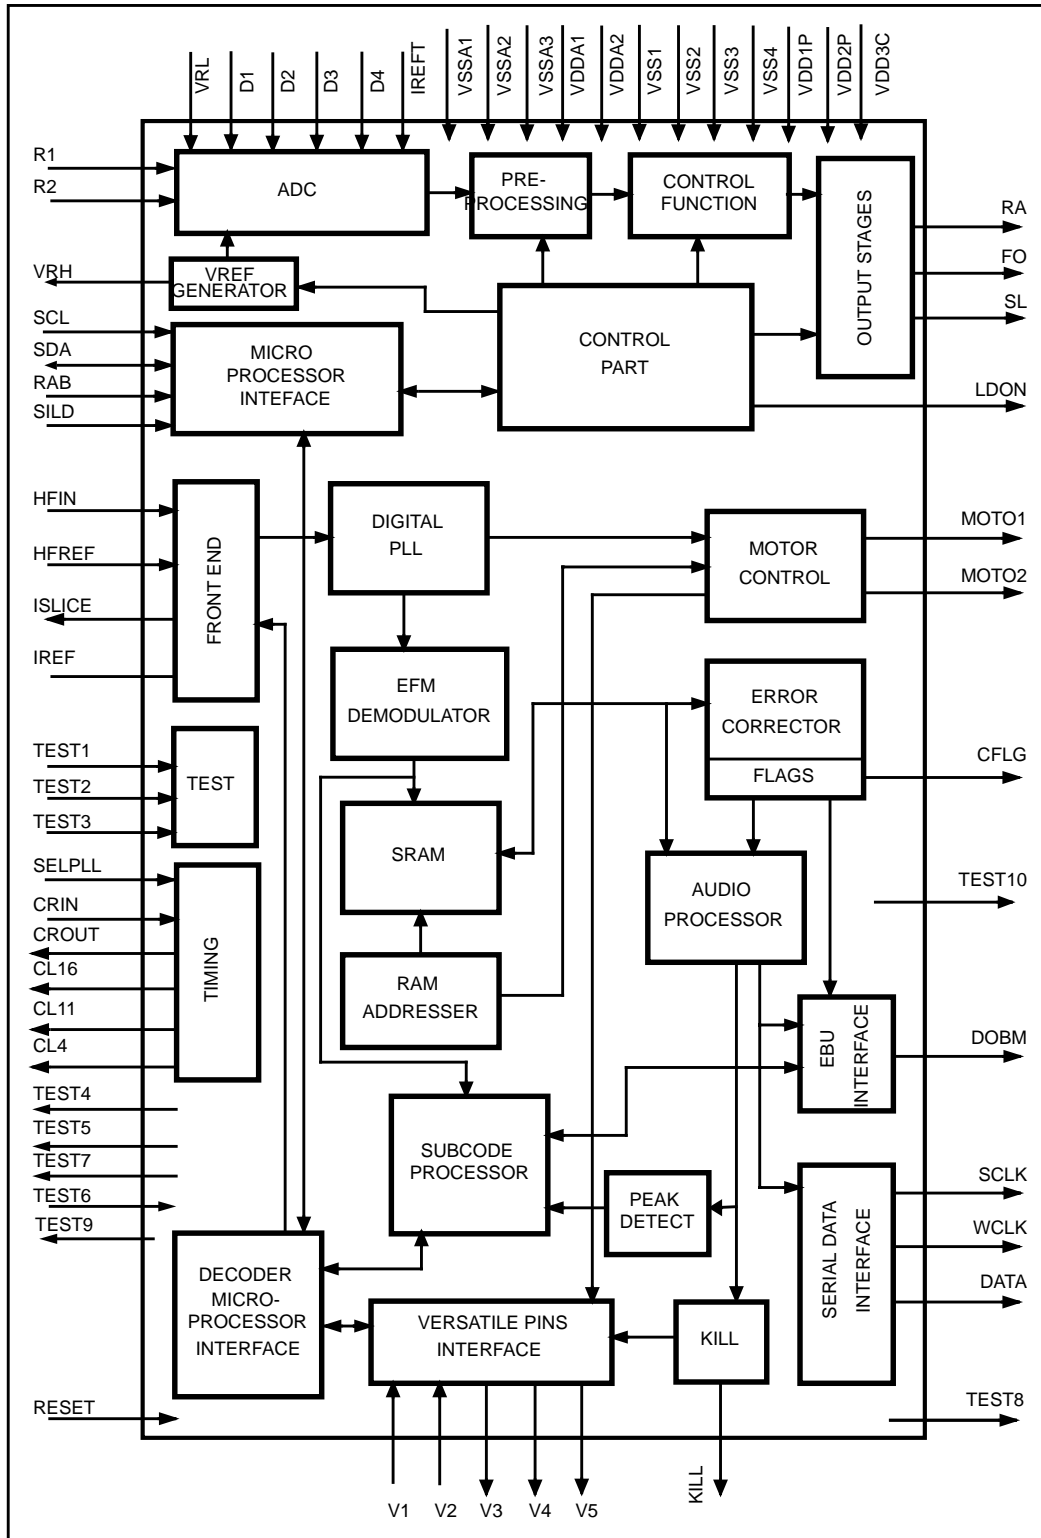 VRL
D1
D2
D3
D4
IREFT
VSSA1
VSSA2
VSSA3
VDDA1
VDDA2
VSS1
VSS2
VSS3
VSS4
VDD1P
VDD2P
VDD3C
R1
R2
VRH
SCL
SDA
RAB
SILD
HFIN
HFREF
ISLICE
IREF
TEST1
TEST2
TEST3
SELPLL
CRIN
CROUT
CL16
CL11
CL4
TEST4
TEST5
TEST7
TEST6
TEST9
RESET
ADC
PRE-
PROCESSING
CONTROL
FUNCTION
OUTPUT STAGES
VREF
GENERATOR
MICRO
PROCESSOR
INTEFACE
CONTROL
PART
FRONT END
DIGITAL
PLL
MOTOR
CONTROL
EFM
DEMODULATOR
ERROR
CORRECTOR
FLAGS
TEST
SRAM
AUDIO
PROCESSOR
TIMING
RAM
ADDRESSER
EBU
INTERFACE
SUBCODE
PROCESSOR
PEAK
DETECT
SERIAL DATA
INTERFACE
DECODER
MICRO-
PROCESSOR
INTERFACE
VERSATILE PINS
INTERFACE
KILL
RA
FO
SL
LDON
MOTO1
MOTO2
CFLG
TEST10
DOBM
SCLK
WCLK
DATA
TEST8
V1
V2
V3
V4
V5
KILL